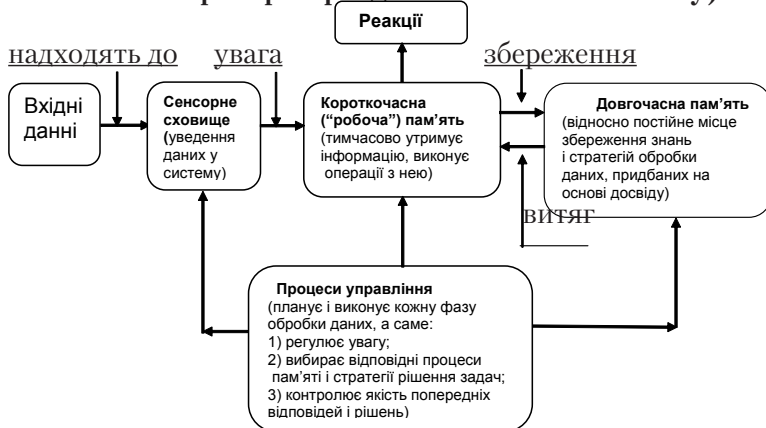 Реакції
надходять до
увага
збереження
Вхідні
данні
Сенсорне
сховище
(уведення
даних у
систему)
Короткочасна
(“робоча”) пам’ять
(тимчасово утримує
інформацію, виконує
операції з нею)
Довгочасна пам’ять
(відносно постійне місце
збереження знань
і стратегій обробки
даних, придбаних на
основі досвіду)
витяг
Процеси управління
(планує і виконує кожну фазу
обробки даних, а саме:
1) регулює увагу;
2) вибирає відповідні процеси
пам’яті і стратегії рішення задач;
3) контролює якість попередніх
відповідей і рішень)